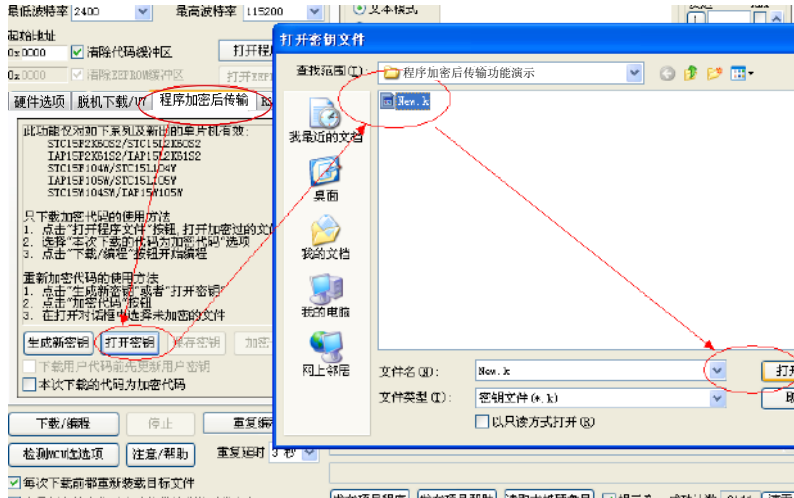 最低波特率 2400 最高波特率 115200 文本模式
起始地址
0x0000 清除代码缓冲区 打开程
0x0000 清除EEPROM缓冲区 打开EEPR
硬件选项 脱机下载/U7 程序加密后传输 RS
此功能仅对如下系列及新出的单片机有效:
STC15F2K60S2/STC15L2K60S2
IAP15F2K61S2/IAP15L2K61S2
STC15F104W/STC15L104W
IAP15F105W/STC15L105W
STC15W104SW/IAP15W105W
只下载加密代码的使用方法
1. 点击"打开程序文件"按钮,打开加密过的文
2. 选择"本次下载的代码为加密代码"选项
3. 点击"下载/编程"按钮开始编程
重新加密代码的使用方法
1. 点击"生成新密钥"或者"打开密钥"
2. 点击"加密代码"按钮
3. 在打开对话框中选择未加密的文件
生成新密钥 打开密钥 保存密钥 加密
下载用户代码前先更新用户密钥
本次下载的代码为加密代码
下载/编程 停止 重复编
检测MCU选项 注意/帮助 重复延时 3 秒
每次下载前都重新装载目标文件
打开密钥文件
查找范围(I): 程序加密后传输功能演示
New.k
我最近的文档
桌面
我的文档
我的电脑
网上邻居
文件名(N): New.k 打开
文件类型(T): 密钥文件(*.k) 取
以只读方式打开(R)